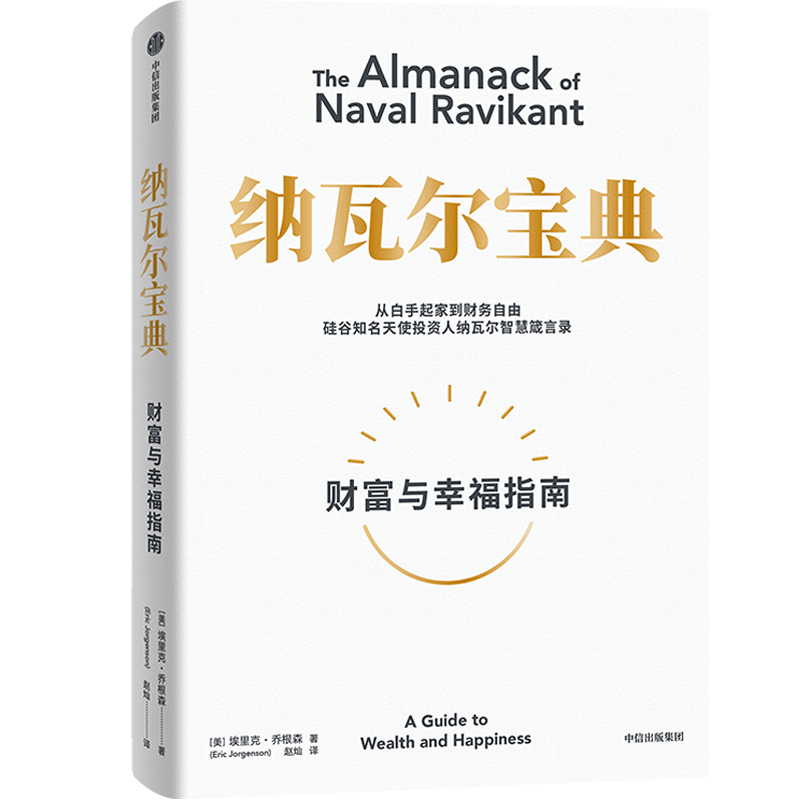 中信出版集团
纳瓦尔宝典
财富与幸福指南
[美] 埃里克·乔根森 著
(Eric Jorgenson) 赵灿 译
The Almanack of
Naval Ravikant
纳瓦尔宝典
从白手起家到财务自由
硅谷知名天使投资人纳瓦尔智慧箴言录
财富与幸福指南
[美] 埃里克·乔根森 著
(Eric Jorgenson) 赵灿 译
A Guide to
Wealth and Happiness
中信出版集团